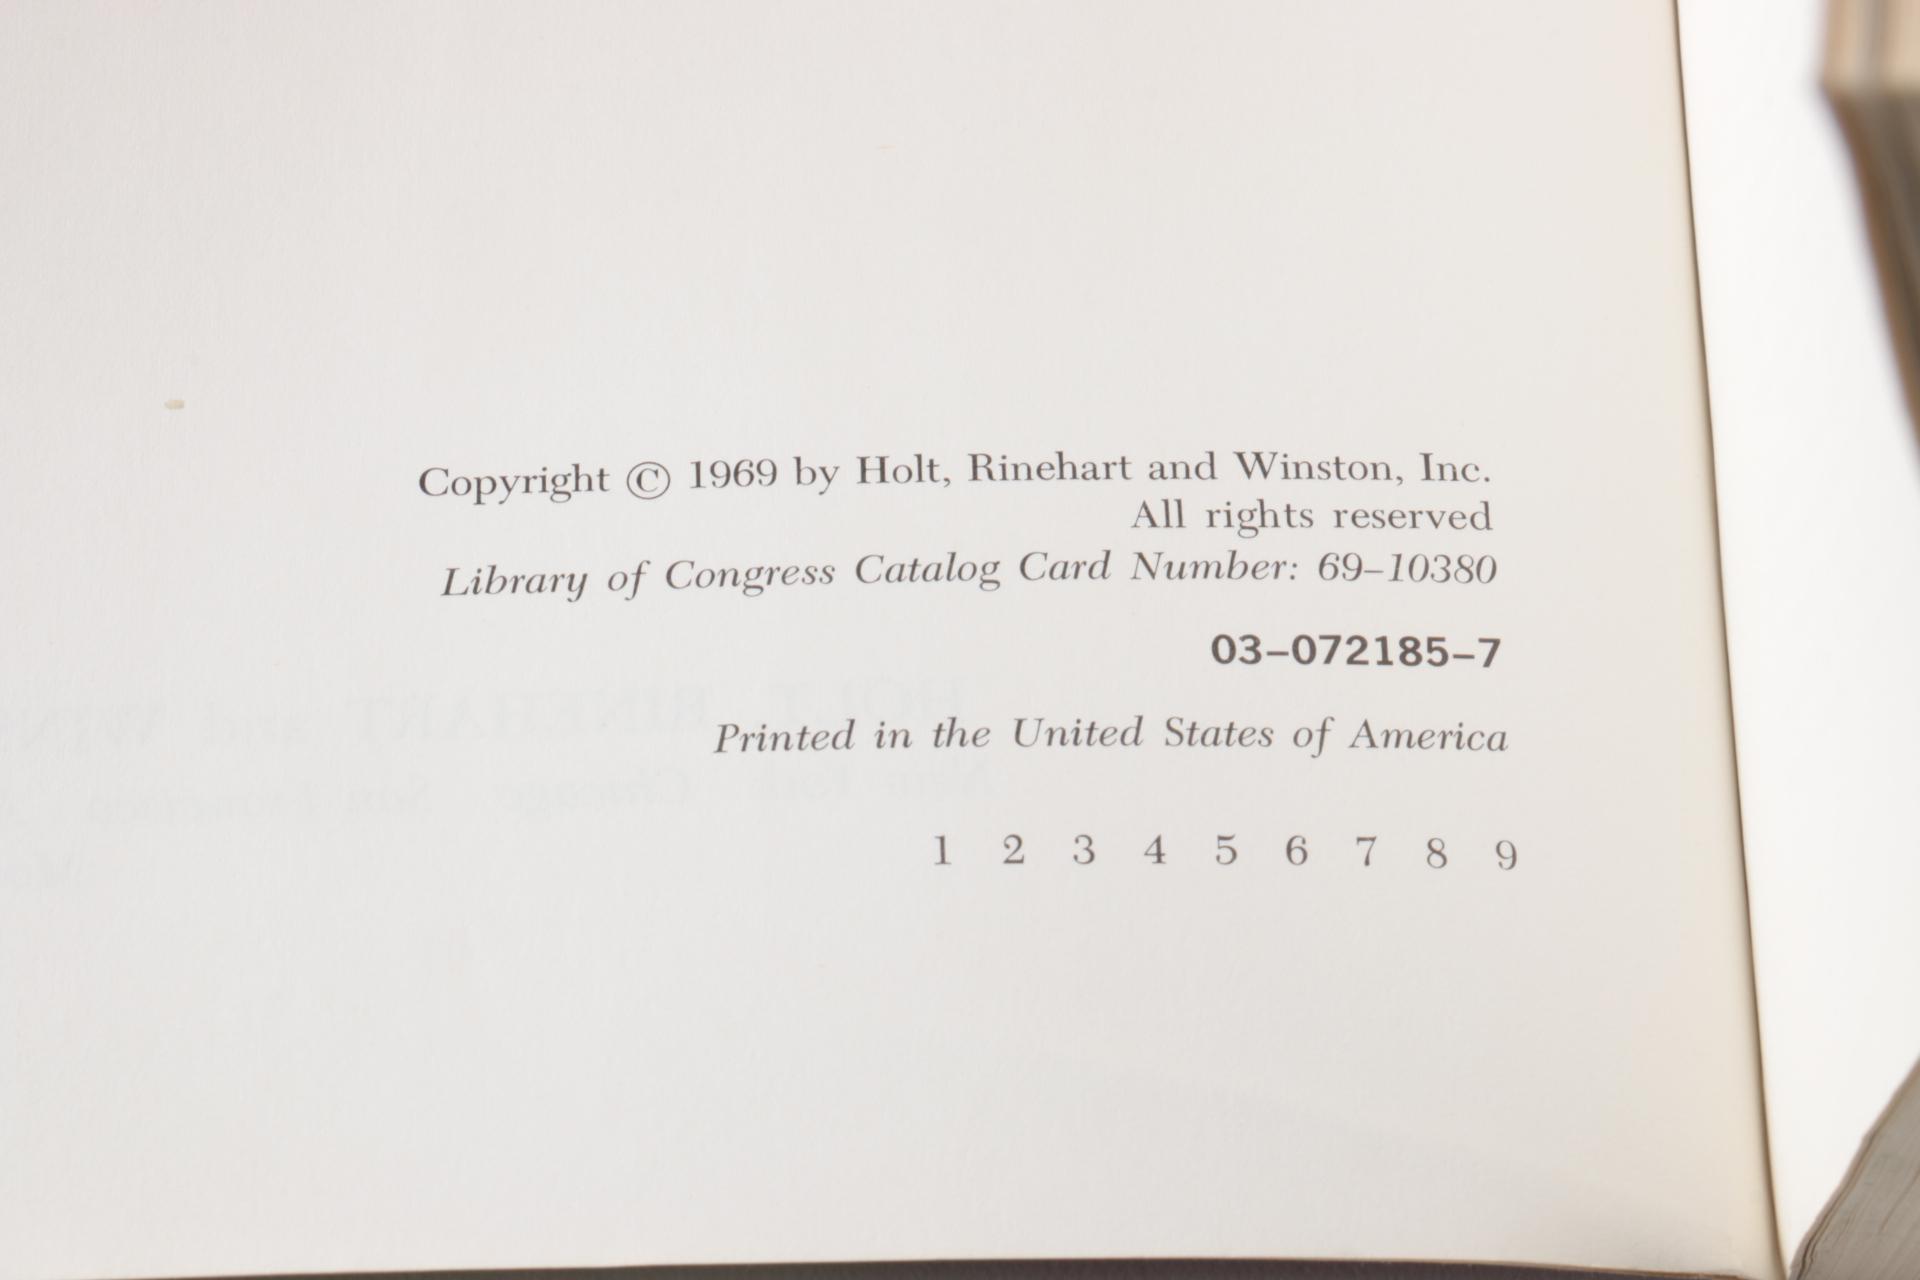 Copyright © 1969 by Holt, Rinehart and Winston, Inc.
All rights reserved
Library of Congress Catalog Card Number: 69–10380
03–072185–7
Printed in the United States of America
1 2 3 4 5 6 7 8 9